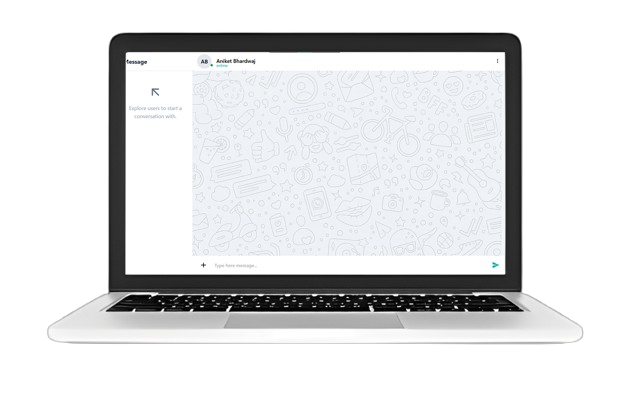 Message
AB
Aniket Bhardwaj
online
Explore users to start a
conversation with.
Type here message...